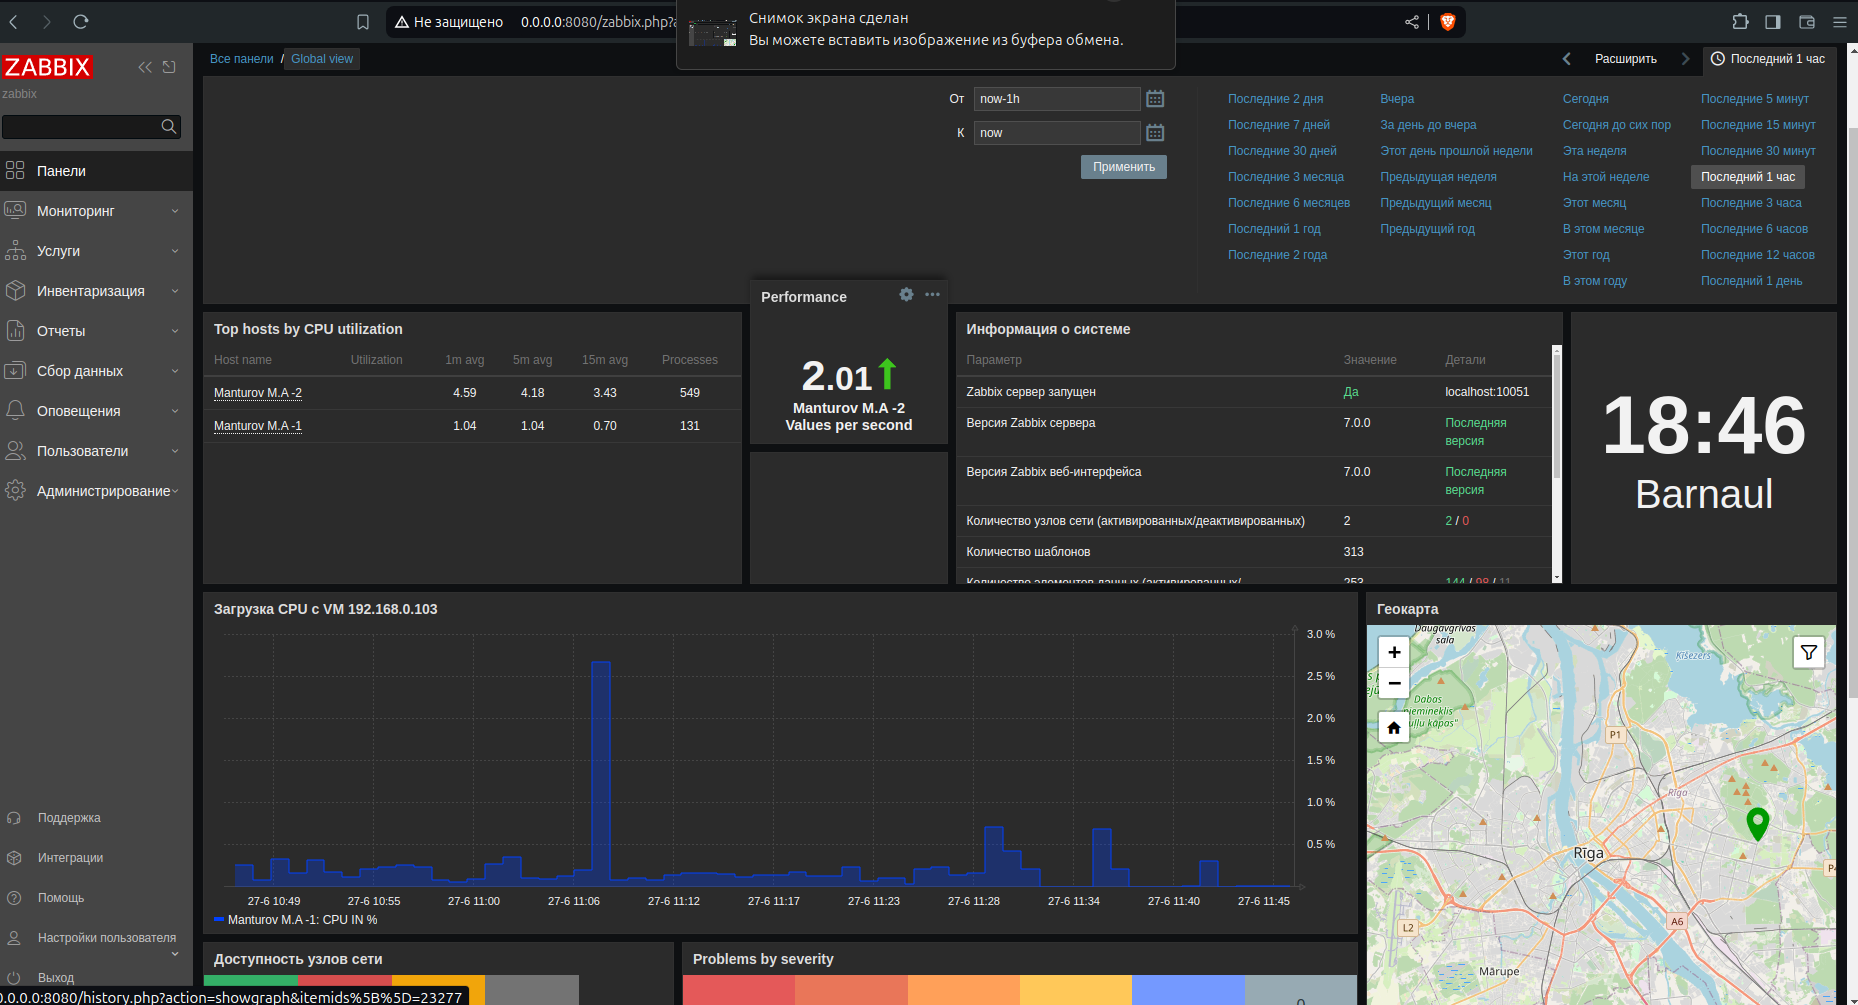 Не защищено 0.0.0.0:8080/zabbix.php?a
Снимок экрана сделан
Вы можете вставить изображение из буфера обмена.
ZABBIX
zabbix
Панели
Мониторинг
Услуги
Инвентаризация
Отчеты
Сбор данных
Оповещения
Пользователи
Администрирование
Поддержка
Интеграции
Помощь
Настройки пользователя
Выход
Все панели / Global view
Расширить
Последний 1 час
От now-1h
К now
Применить
Последние 2 дня Вчера Сегодня Последние 5 минут
Последние 7 дней За день до вчера Сегодня до сих пор Последние 15 минут
Последние 30 дней Этот день прошлой недели Эта неделя Последние 30 минут
Последние 3 месяца Предыдущая неделя На этой неделе Последний 1 час
Последние 6 месяцев Предыдущий месяц Этот месяц Последние 3 часа
Последний 1 год Предыдущий год В этом месяце Последние 6 часов
Последние 2 года Этот год Последние 12 часов
В этом году Последний 1 день
Top hosts by CPU utilization
Host name Utilization 1m avg 5m avg 15m avg Processes
Manturov M.A -2 4.59 4.18 3.43 549
Manturov M.A -1 1.04 1.04 0.70 131
Performance
2.01
Manturov M.A -2
Values per second
Информация о системе
Параметр Значение Детали
Zabbix сервер запущен Да localhost:10051
Версия Zabbix сервера 7.0.0 Последняя
версия
Версия Zabbix веб-интерфейса 7.0.0 Последняя
версия
Количество узлов сети (активированных/деактивированных) 2 2 / 0
Количество шаблонов 313
Количество элементов данных (активированных/ 253 144 / 98 / 11
18:46
Barnaul
Загрузка CPU с VM 192.168.0.103
3.0 %
2.5 %
2.0 %
1.5 %
1.0 %
0.5 %
27-6 10:49 27-6 10:55 27-6 11:00 27-6 11:06 27-6 11:12 27-6 11:17 27-6 11:23 27-6 11:28 27-6 11:34 27-6 11:40 27-6 11:45
Manturov M.A -1: CPU IN %
Геокарта
+
−
Daugavgrīvas
sala
Ķīšezers
Dabas
piemineklis
P1
Rīga
Rīga
A6
L2
Mārupe
Доступность узлов сети
Problems by severity
0
0.0.0.0:8080/history.php?action=showgraph&itemids%5B%5D=23277